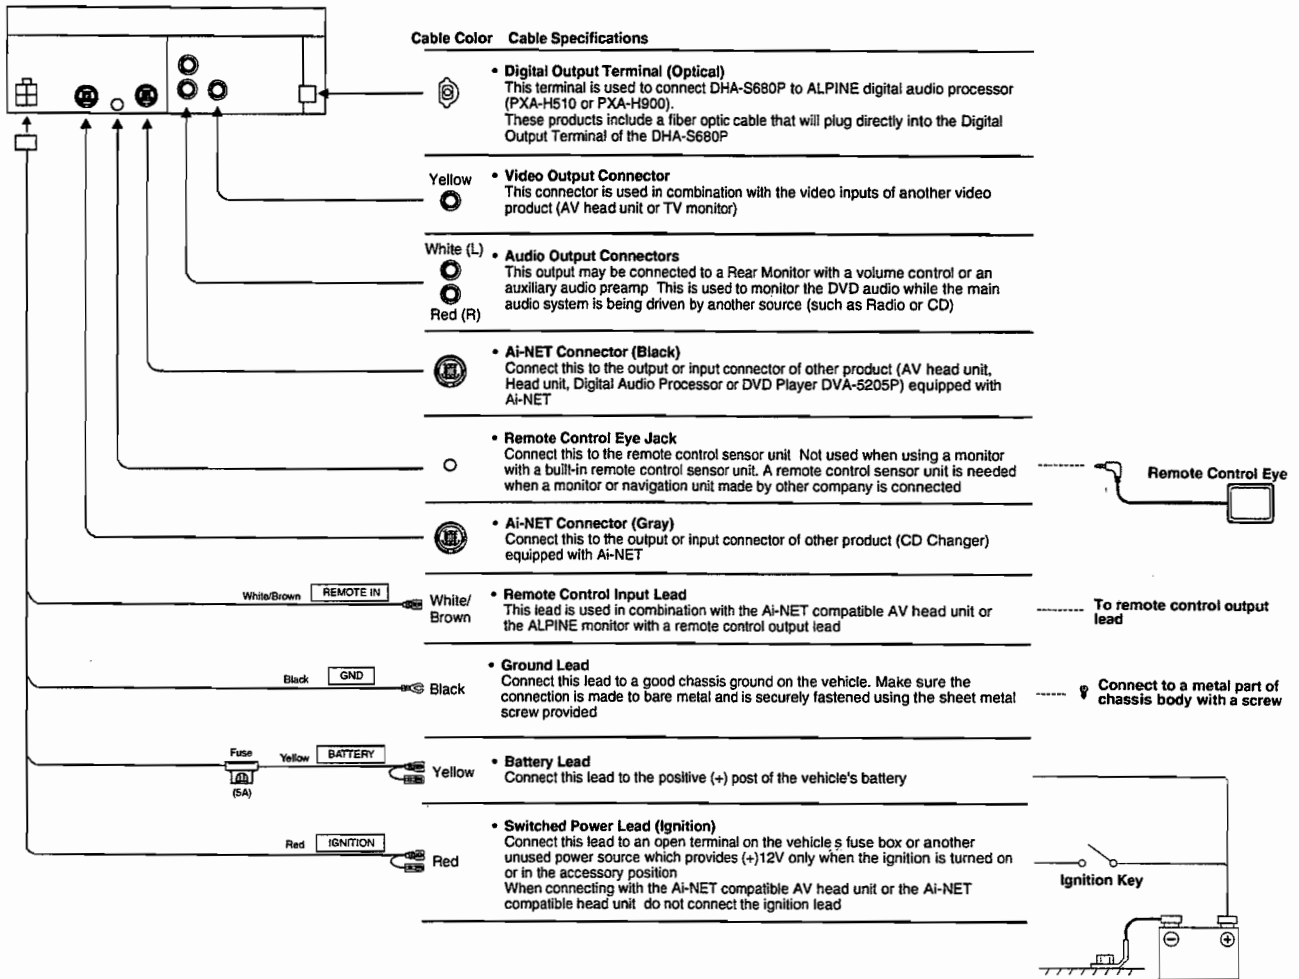 Cable Color Cable Specifications
• Digital Output Terminal (Optical)
This terminal is used to connect DHA-S680P to ALPINE digital audio processor
(PXA-H510 or PXA-H900).
These products include a fiber optic cable that will plug directly into the Digital
Output Terminal of the DHA-S680P
Yellow
• Video Output Connector
This connector is used in combination with the video inputs of another video
product (AV head unit or TV monitor)
White (L)
Red (R)
• Audio Output Connectors
This output may be connected to a Rear Monitor with a volume control or an
auxiliary audio preamp This is used to monitor the DVD audio while the main
audio system is being driven by another source (such as Radio or CD)
• Ai-NET Connector (Black)
Connect this to the output or input connector of other product (AV head unit,
Head unit, Digital Audio Processor or DVD Player DVA-5205P) equipped with
Ai-NET
• Remote Control Eye Jack
Connect this to the remote control sensor unit Not used when using a monitor
with a built-in remote control sensor unit. A remote control sensor unit is needed
when a monitor or navigation unit made by other company is connected
Remote Control Eye
• Ai-NET Connector (Gray)
Connect this to the output or input connector of other product (CD Changer)
equipped with Ai-NET
White/Brown REMOTE IN
White/
Brown
• Remote Control Input Lead
This lead is used in combination with the Ai-NET compatible AV head unit or
the ALPINE monitor with a remote control output lead
To remote control output
lead
Black GND
Black
• Ground Lead
Connect this lead to a good chassis ground on the vehicle. Make sure the
connection is made to bare metal and is securely fastened using the sheet metal
screw provided
Connect to a metal part of
chassis body with a screw
Fuse
(5A)
Yellow BATTERY
Yellow
• Battery Lead
Connect this lead to the positive (+) post of the vehicle's battery
Red IGNITION
Red
• Switched Power Lead (Ignition)
Connect this lead to an open terminal on the vehicle s fuse box or another
unused power source which provides (+)12V only when the ignition is turned on
or in the accessory position
When connecting with the Ai-NET compatible AV head unit or the Ai-NET
compatible head unit do not connect the ignition lead
Ignition Key
⊖ ⊕